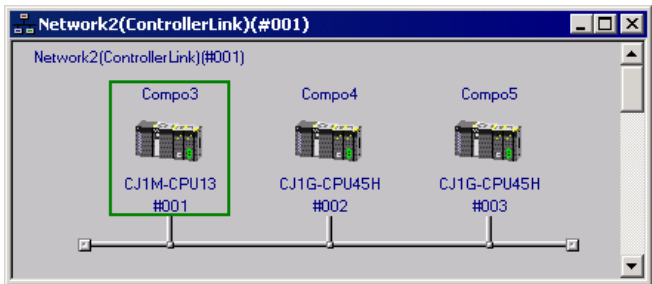 Network2(ControllerLink)(#001)
Network2(ControllerLink)(#001)
Compo3 Compo4 Compo5
CJ1M-CPU13 CJ1G-CPU45H CJ1G-CPU45H
#001 #002 #003